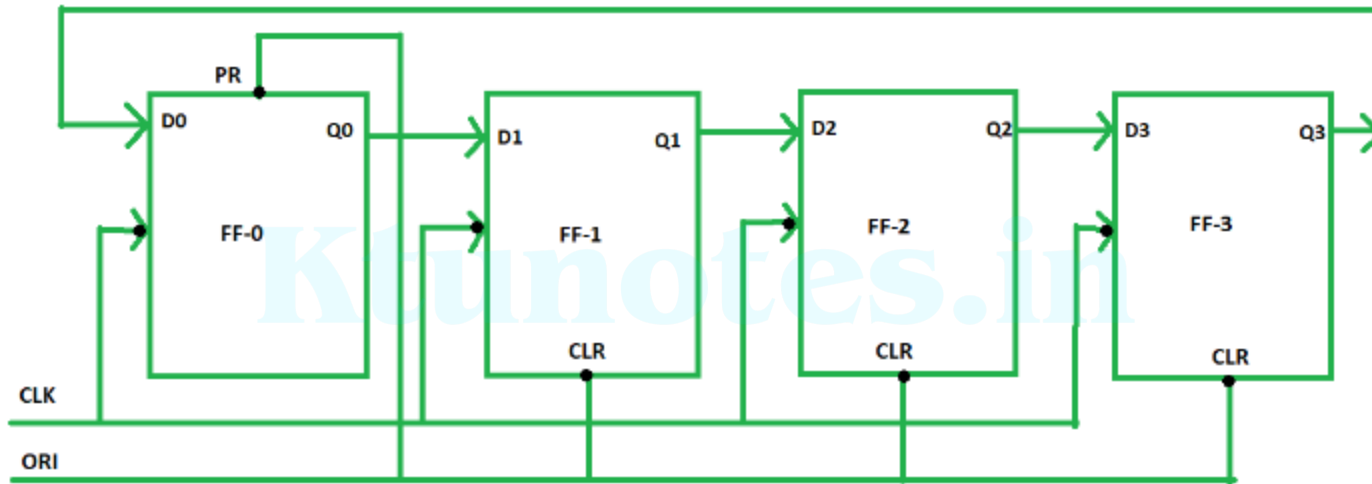 PR
D0 Q0 D1 Q1 D2 Q2 D3 Q3
FF-0 FF-1 FF-2 FF-3
Ktunotes.in
CLR CLR CLR
CLK
ORI